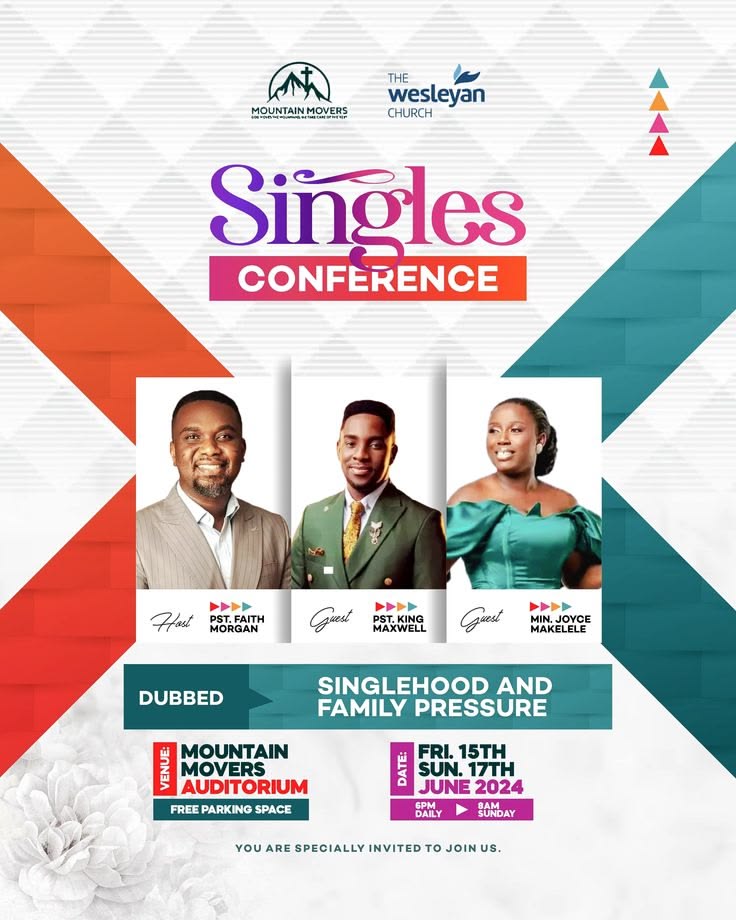 MOUNTAIN MOVERS
THE
wesleyan
CHURCH
Singles
CONFERENCE
Host
PST. FAITH
MORGAN
Guest
PST. KING
MAXWELL
Guest
MIN. JOYCE
MAKELELE
DUBBED
SINGLEHOOD AND
FAMILY PRESSURE
VENUE:
MOUNTAIN
MOVERS
AUDITORIUM
FREE PARKING SPACE
DATE:
FRI. 15TH
SUN. 17TH
JUNE 2024
6PM
DAILY
8AM
SUNDAY
YOU ARE SPECIALLY INVITED TO JOIN US.